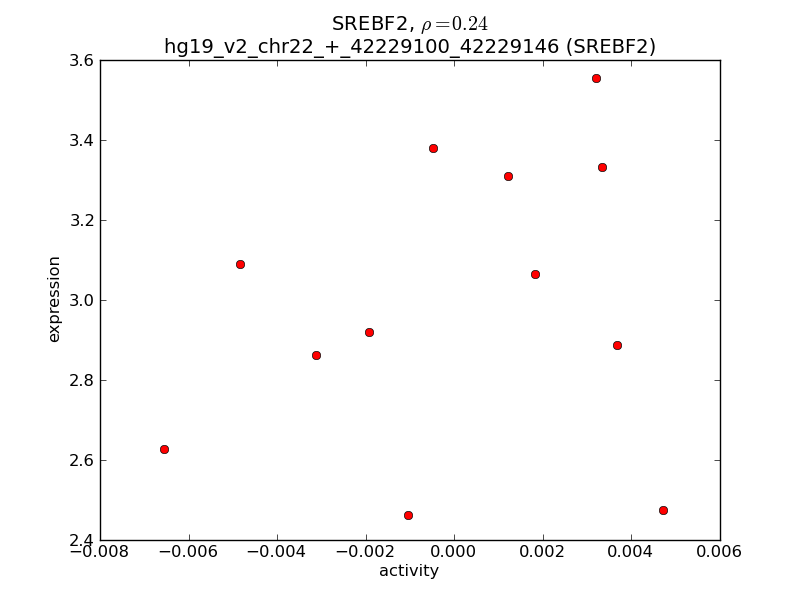 SREBF2, ρ=0.24
hg19_v2_chr22_+_42229100_42229146 (SREBF2)
3.6
3.4
3.2
3.0
2.8
2.6
2.4
expression
−0.008 −0.006 −0.004 −0.002 0.000 0.002 0.004 0.006
activity